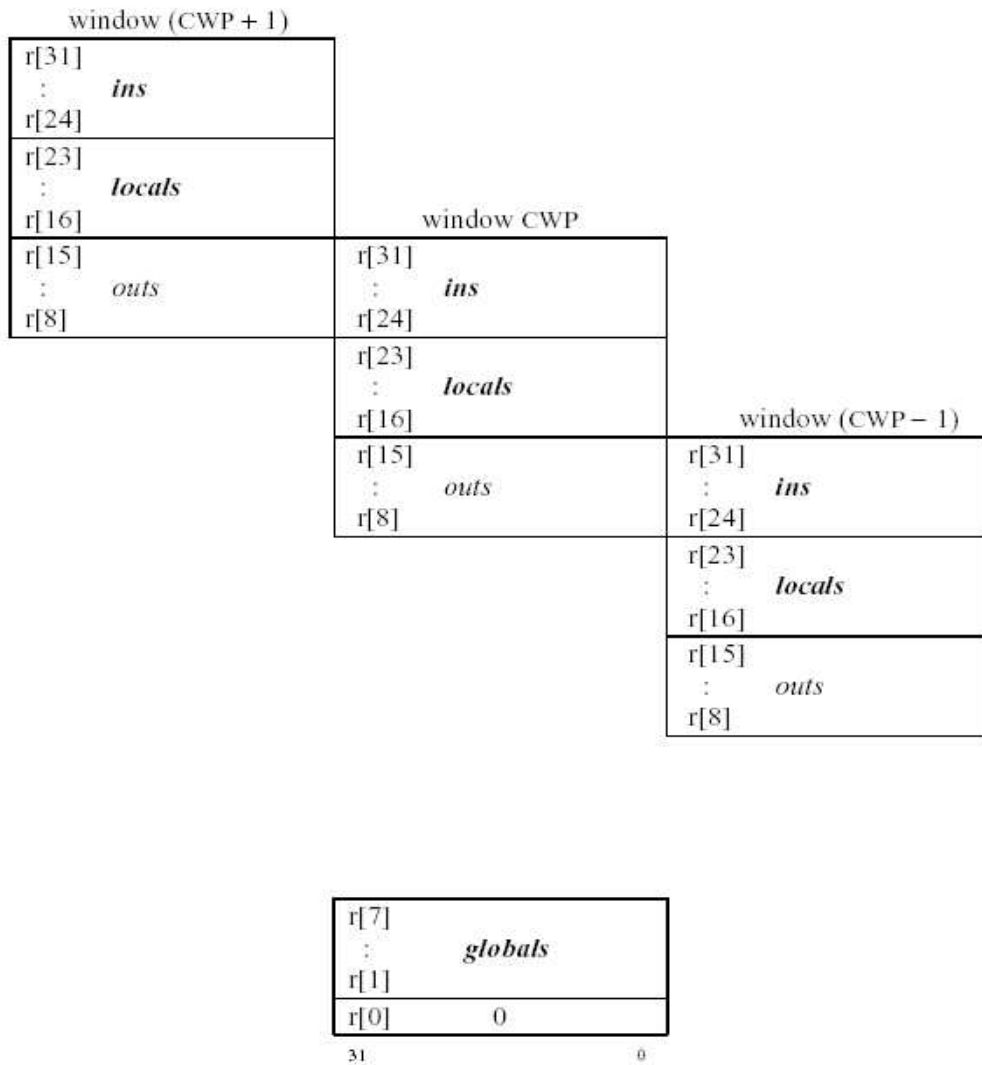 window (CWP + 1)
r[31]
: ins
r[24]
r[23]
: locals
r[16]
r[15]
: outs
r[8]
window CWP
r[31]
: ins
r[24]
r[23]
: locals
r[16]
r[15]
: outs
r[8]
window (CWP − 1)
r[31]
: ins
r[24]
r[23]
: locals
r[16]
r[15]
: outs
r[8]
r[7]
: globals
r[1]
r[0] 0
31 0